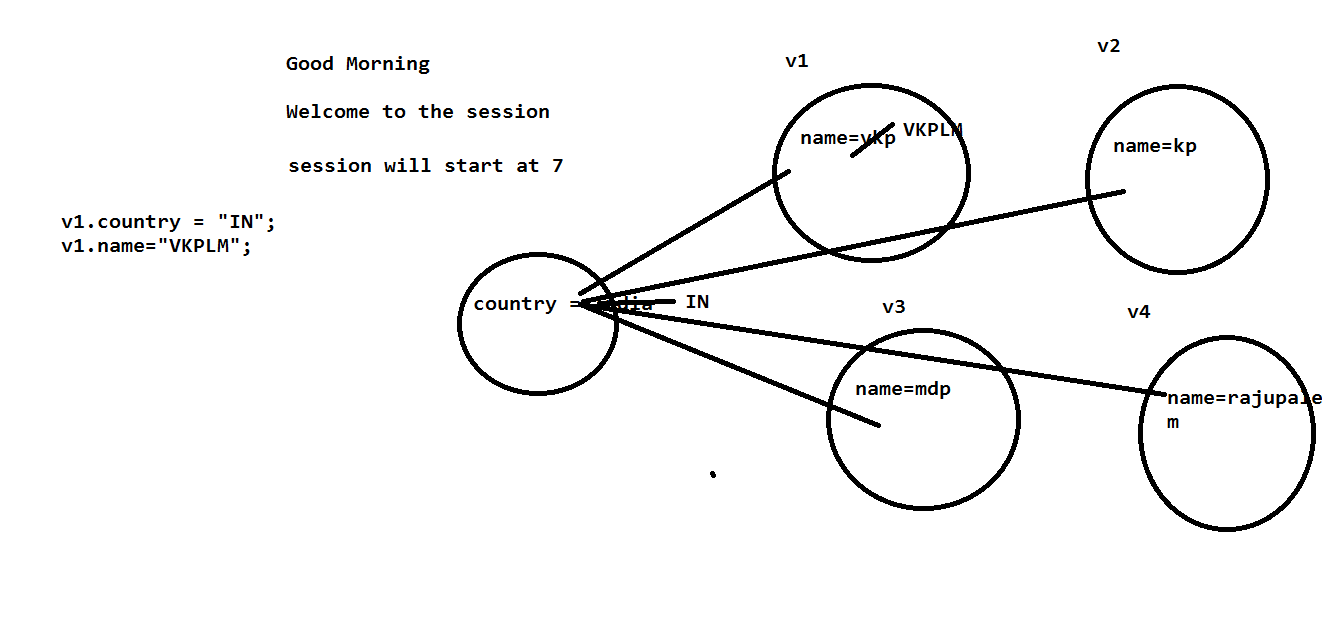 Good Morning
Welcome to the session
session will start at 7
v1.country = "IN";
v1.name="VKPLM";
v1
name=vkp VKPLM
v2
name=kp
country =india IN
v3
name=mdp
v4
name=rajupale
m